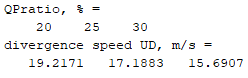 QPratio, % =
20 25 30
divergence speed UD, m/s =
19.2171 17.1883 15.6907